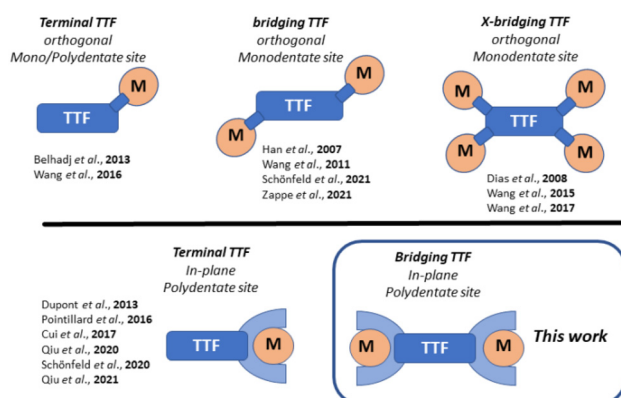 Terminal TTF
orthogonal
Mono/Polydentate site
M
TTF
Belhadj et al., 2013
Wang et al., 2016
bridging TTF
orthogonal
Monodentate site
M
TTF
M
Han et al., 2007
Wang et al., 2011
Schönfeld et al., 2021
Zappe et al., 2021
X-bridging TTF
orthogonal
Monodentate site
M
M
TTF
M
M
Dias et al., 2008
Wang et al., 2015
Wang et al., 2017
Terminal TTF
In-plane
Polydentate site
Dupont et al., 2013
Pointillard et al., 2016
Cui et al., 2017
Qiu et al., 2020
Schönfeld et al., 2020
Qiu et al., 2021
TTF
M
Bridging TTF
In-plane
Polydentate site
M
TTF
M
This work